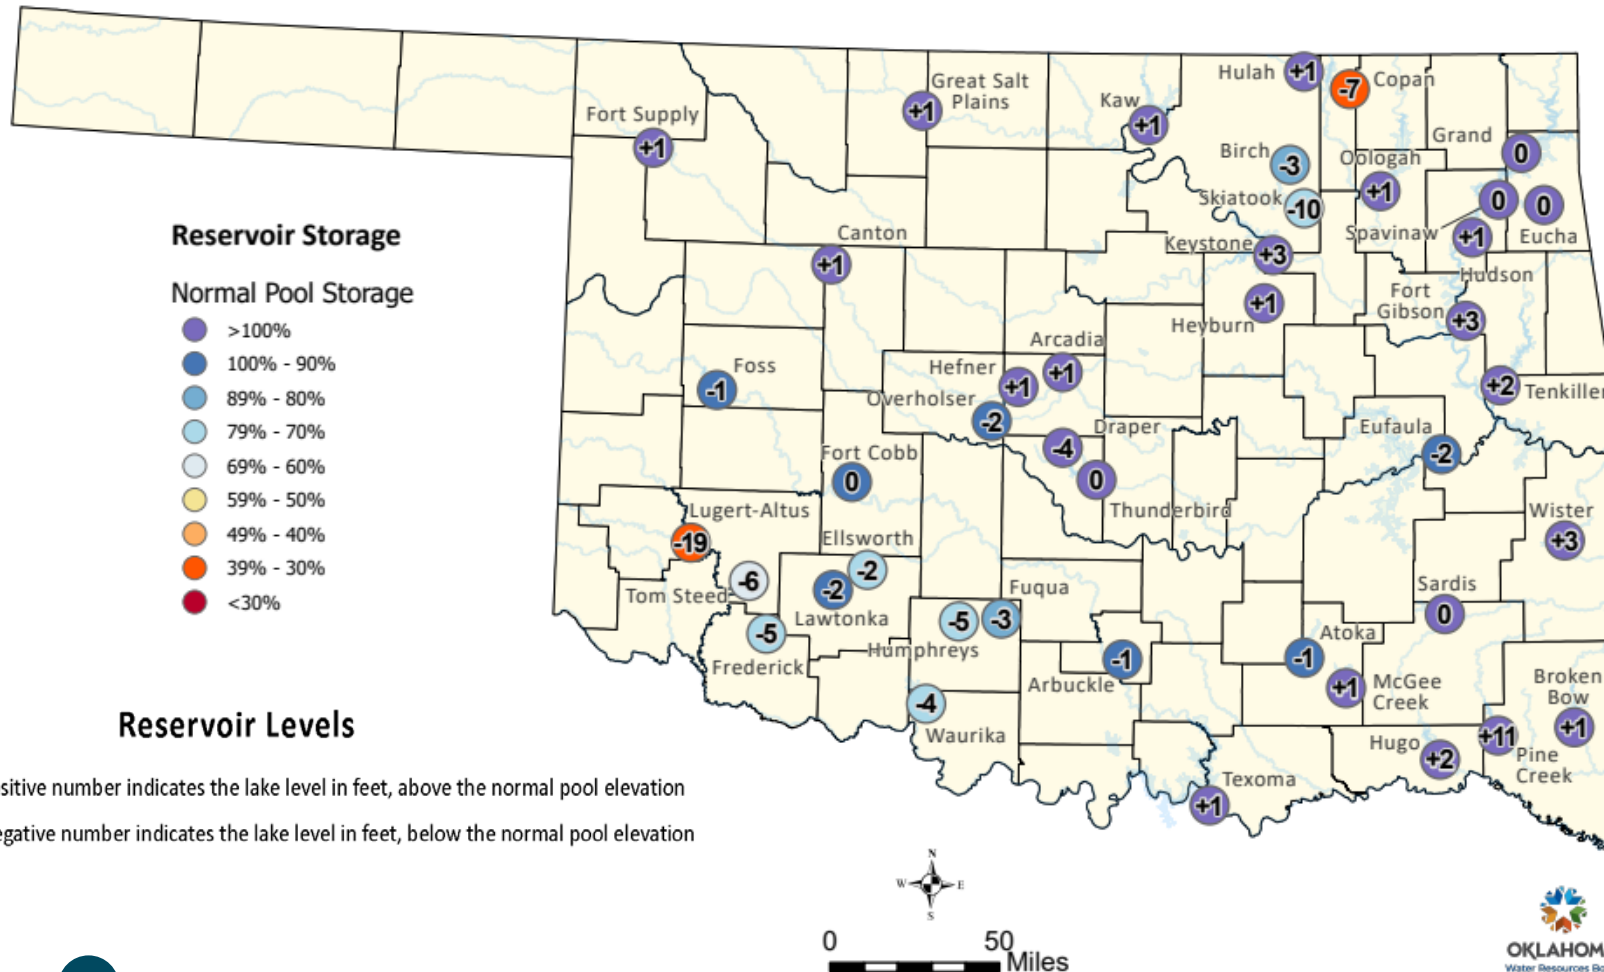 Hulah
+1
-7
Copan
Great Salt
Plains
+1
Kaw
+1
Fort Supply
+1
Grand
0
Birch
-3
Oologah
+1
Skiatook
-10
0
0
Spavinaw
+1
Eucha
Reservoir Storage
Canton
+1
Keystone
+3
Hudson
Normal Pool Storage
>100%
100% - 90%
89% - 80%
79% - 70%
69% - 60%
59% - 50%
49% - 40%
39% - 30%
<30%
Fort
Gibson
+3
+1
Heyburn
Arcadia
+1
Hefner
+1
Foss
-1
Overholser
-2
+2
Tenkiller
Draper
-4
Eufaula
-2
Fort Cobb
0
0
Thunderbird
Lugert-Altus
-19
Wister
+3
Ellsworth
-2
-6
Tom Steed
-2
Lawtonka
Fuqua
-3
-5
Humphreys
Sardis
0
-5
Frederick
Atoka
-1
-1
Arbuckle
+1
McGee
Creek
Broken
Bow
+1
-4
Waurika
Hugo
+2
+11
Pine
Creek
Texoma
+1
Reservoir Levels
sitive number indicates the lake level in feet, above the normal pool elevation
egative number indicates the lake level in feet, below the normal pool elevation
N
W
E
S
0
50
Miles
OKLAHOM
Water Resources Bo